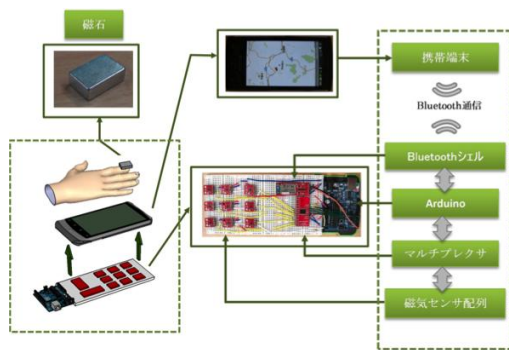 磁石
携帯端末
Bluetooth通信
Bluetoothシェル
Arduino
マルチプレクサ
磁気センサ配列